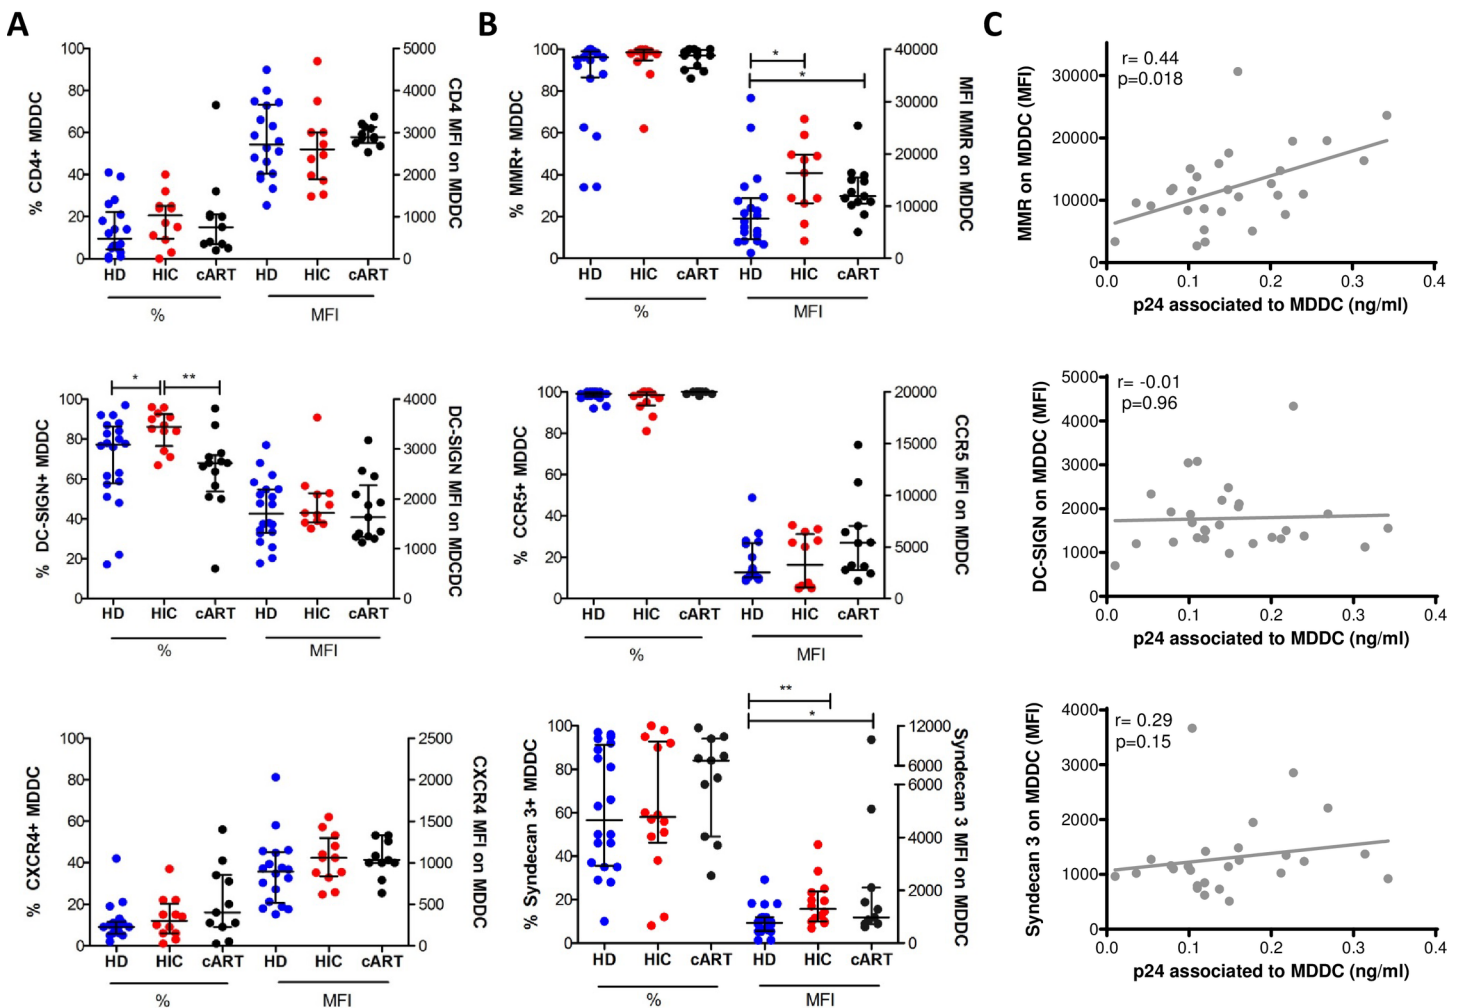 A
B
C
100
80
60
40
20
0
% CD4+ MDDC
5000
4000
3000
2000
1000
0
CD4 MFI on MDDC
HD HIC cART HD HIC cART
% MFI
100
80
60
40
20
0
% MMR+ MDDC
* 
*
40000
30000
20000
10000
0
MFI MMR on MDDC
HD HIC cART HD HIC cART
% MFI
r= 0.44
p=0.018
30000
20000
10000
0
MMR on MDDC (MFI)
0.0 0.1 0.2 0.3 0.4
p24 associated to MDDC (ng/ml)
* **
100
80
60
40
20
0
% DC-SIGN+ MDDC
4000
3000
2000
1000
0
DC-SIGN MFI on MDCDC
HD HIC cART HD HIC cART
% MFI
100
80
60
40
20
0
% CCR5+ MDDC
20000
15000
10000
5000
0
CCR5 MFI on MDDC
HD HIC cART HD HIC cART
% MFI
r= -0.01
p=0.96
5000
4000
3000
2000
1000
0
DC-SIGN on MDDC (MFI)
0.0 0.1 0.2 0.3 0.4
p24 associated to MDDC (ng/ml)
100
80
60
40
20
0
% CXCR4+ MDDC
2500
2000
1500
1000
500
0
CXCR4 MFI on MDDC
HD HIC cART HD HIC cART
% MFI
**
*
100
80
60
40
20
0
% Syndecan 3+ MDDC
12000
6000
6000
4000
2000
0
Syndecan 3 MFI on MDDC
HD HIC cART HD HIC cART
% MFI
r= 0.29
p=0.15
4000
3000
2000
1000
0
Syndecan 3 on MDDC (MFI)
0.0 0.1 0.2 0.3 0.4
p24 associated to MDDC (ng/ml)